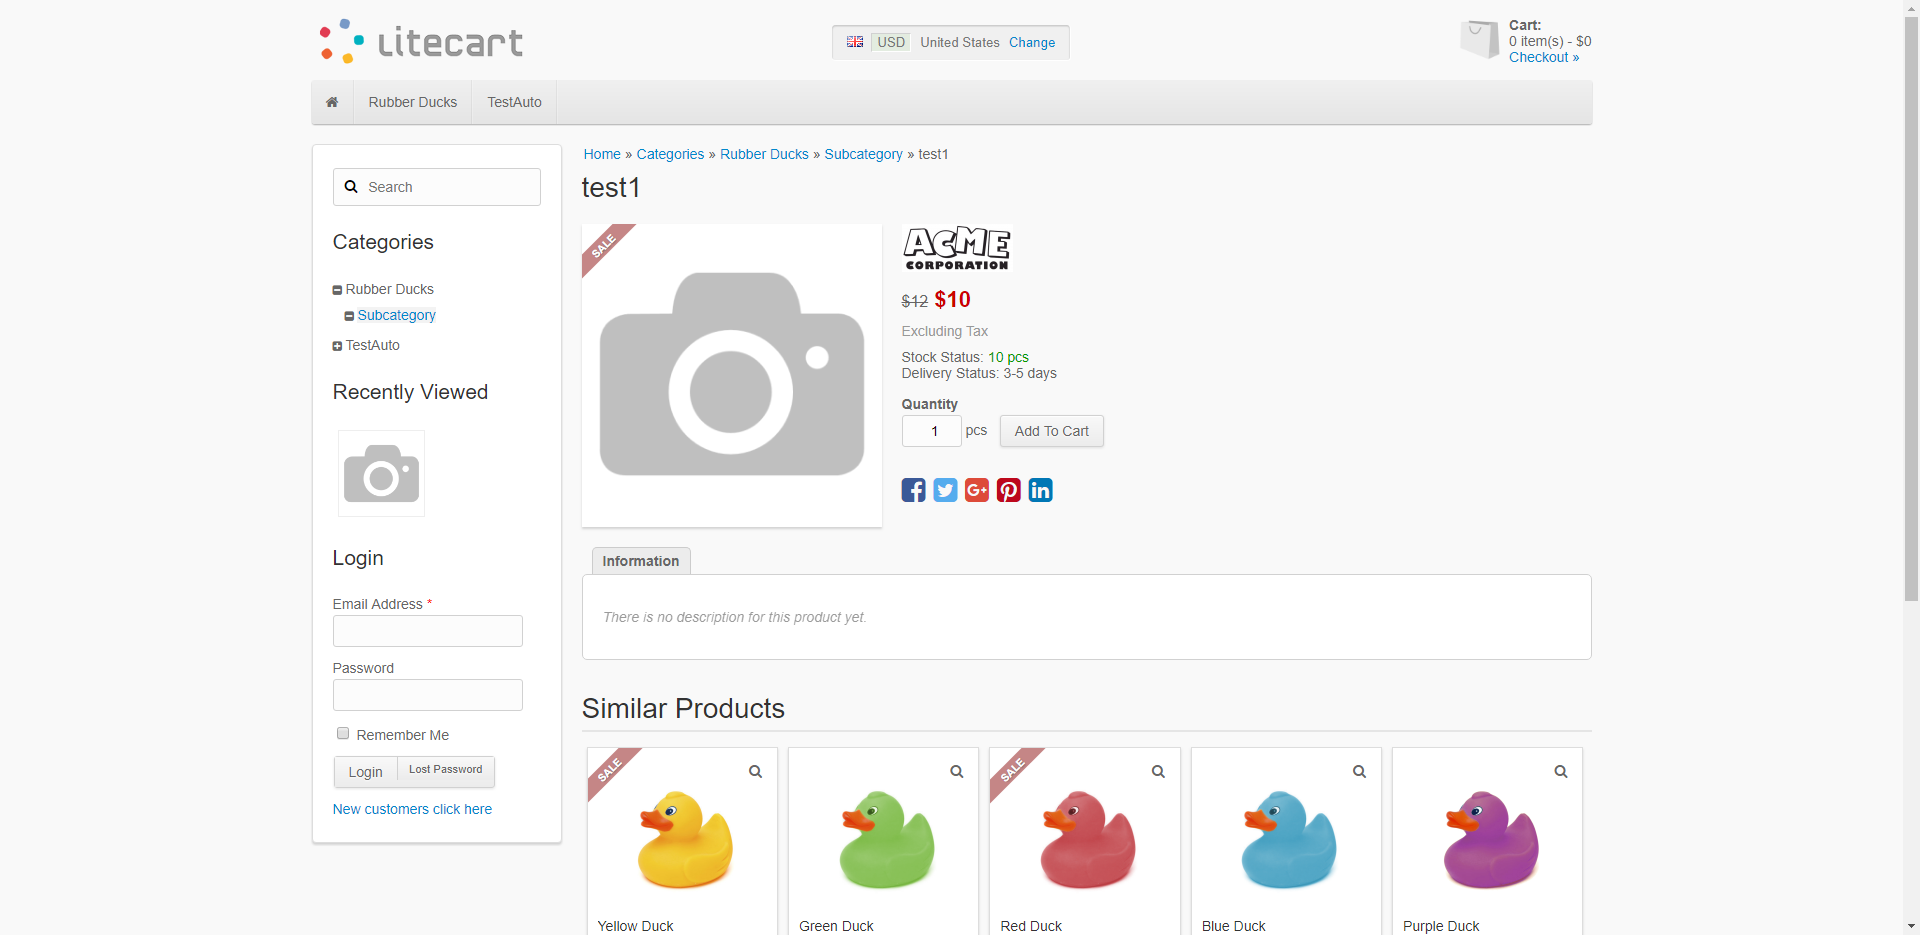 litecart
USD United States Change
Cart:
0 item(s) - $0
Checkout »
Rubber Ducks TestAuto
Search
Categories
Rubber Ducks
Subcategory
TestAuto
Recently Viewed
Login
Email Address *
Password
Remember Me
Login Lost Password
New customers click here
Home » Categories » Rubber Ducks » Subcategory » test1
test1
SALE
ACME
CORPORATION
$12 $10
Excluding Tax
Stock Status: 10 pcs
Delivery Status: 3-5 days
Quantity
1 pcs Add To Cart
Information
There is no description for this product yet.
Similar Products
SALE
SALE
Yellow Duck
Green Duck
Red Duck
Blue Duck
Purple Duck